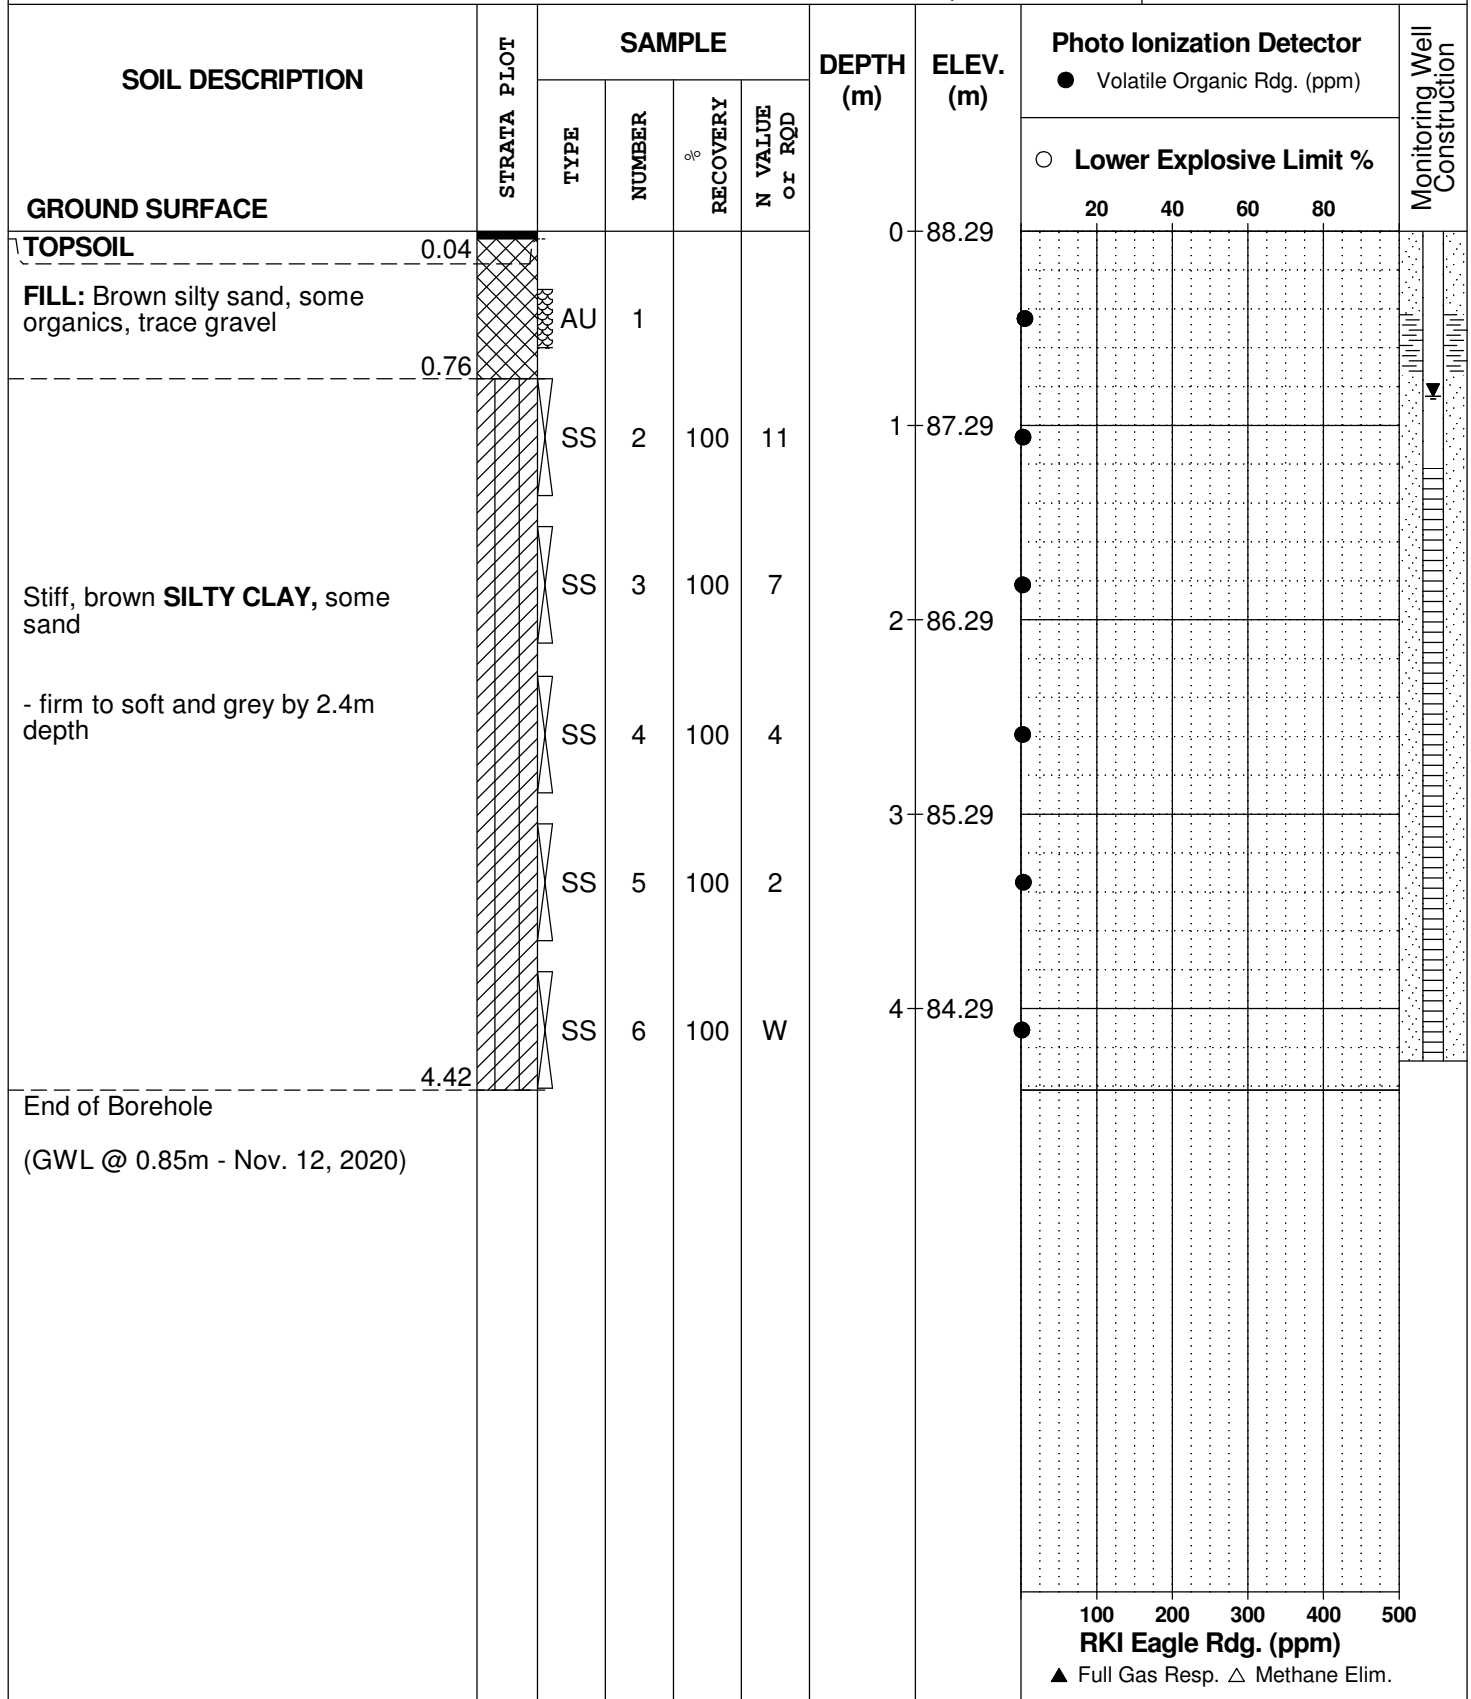 SOIL DESCRIPTION
GROUND SURFACE
STRATA PLOT
SAMPLE
TYPE
NUMBER
%
RECOVERY
N VALUE
or RQD
DEPTH
(m)
ELEV.
(m)
Photo Ionization Detector
● Volatile Organic Rdg. (ppm)
○ Lower Explosive Limit %
20 40 60 80
Monitoring Well
Construction
0 88.29
TOPSOIL 0.04
FILL: Brown silty sand, some
organics, trace gravel
AU 1
0.76
1 87.29
SS 2 100 11
SS 3 100 7
Stiff, brown SILTY CLAY, some
sand
2 86.29
- firm to soft and grey by 2.4m
depth
SS 4 100 4
3 85.29
SS 5 100 2
4 84.29
SS 6 100 W
4.42
End of Borehole
(GWL @ 0.85m - Nov. 12, 2020)
100 200 300 400 500
RKI Eagle Rdg. (ppm)
▲ Full Gas Resp. △ Methane Elim.